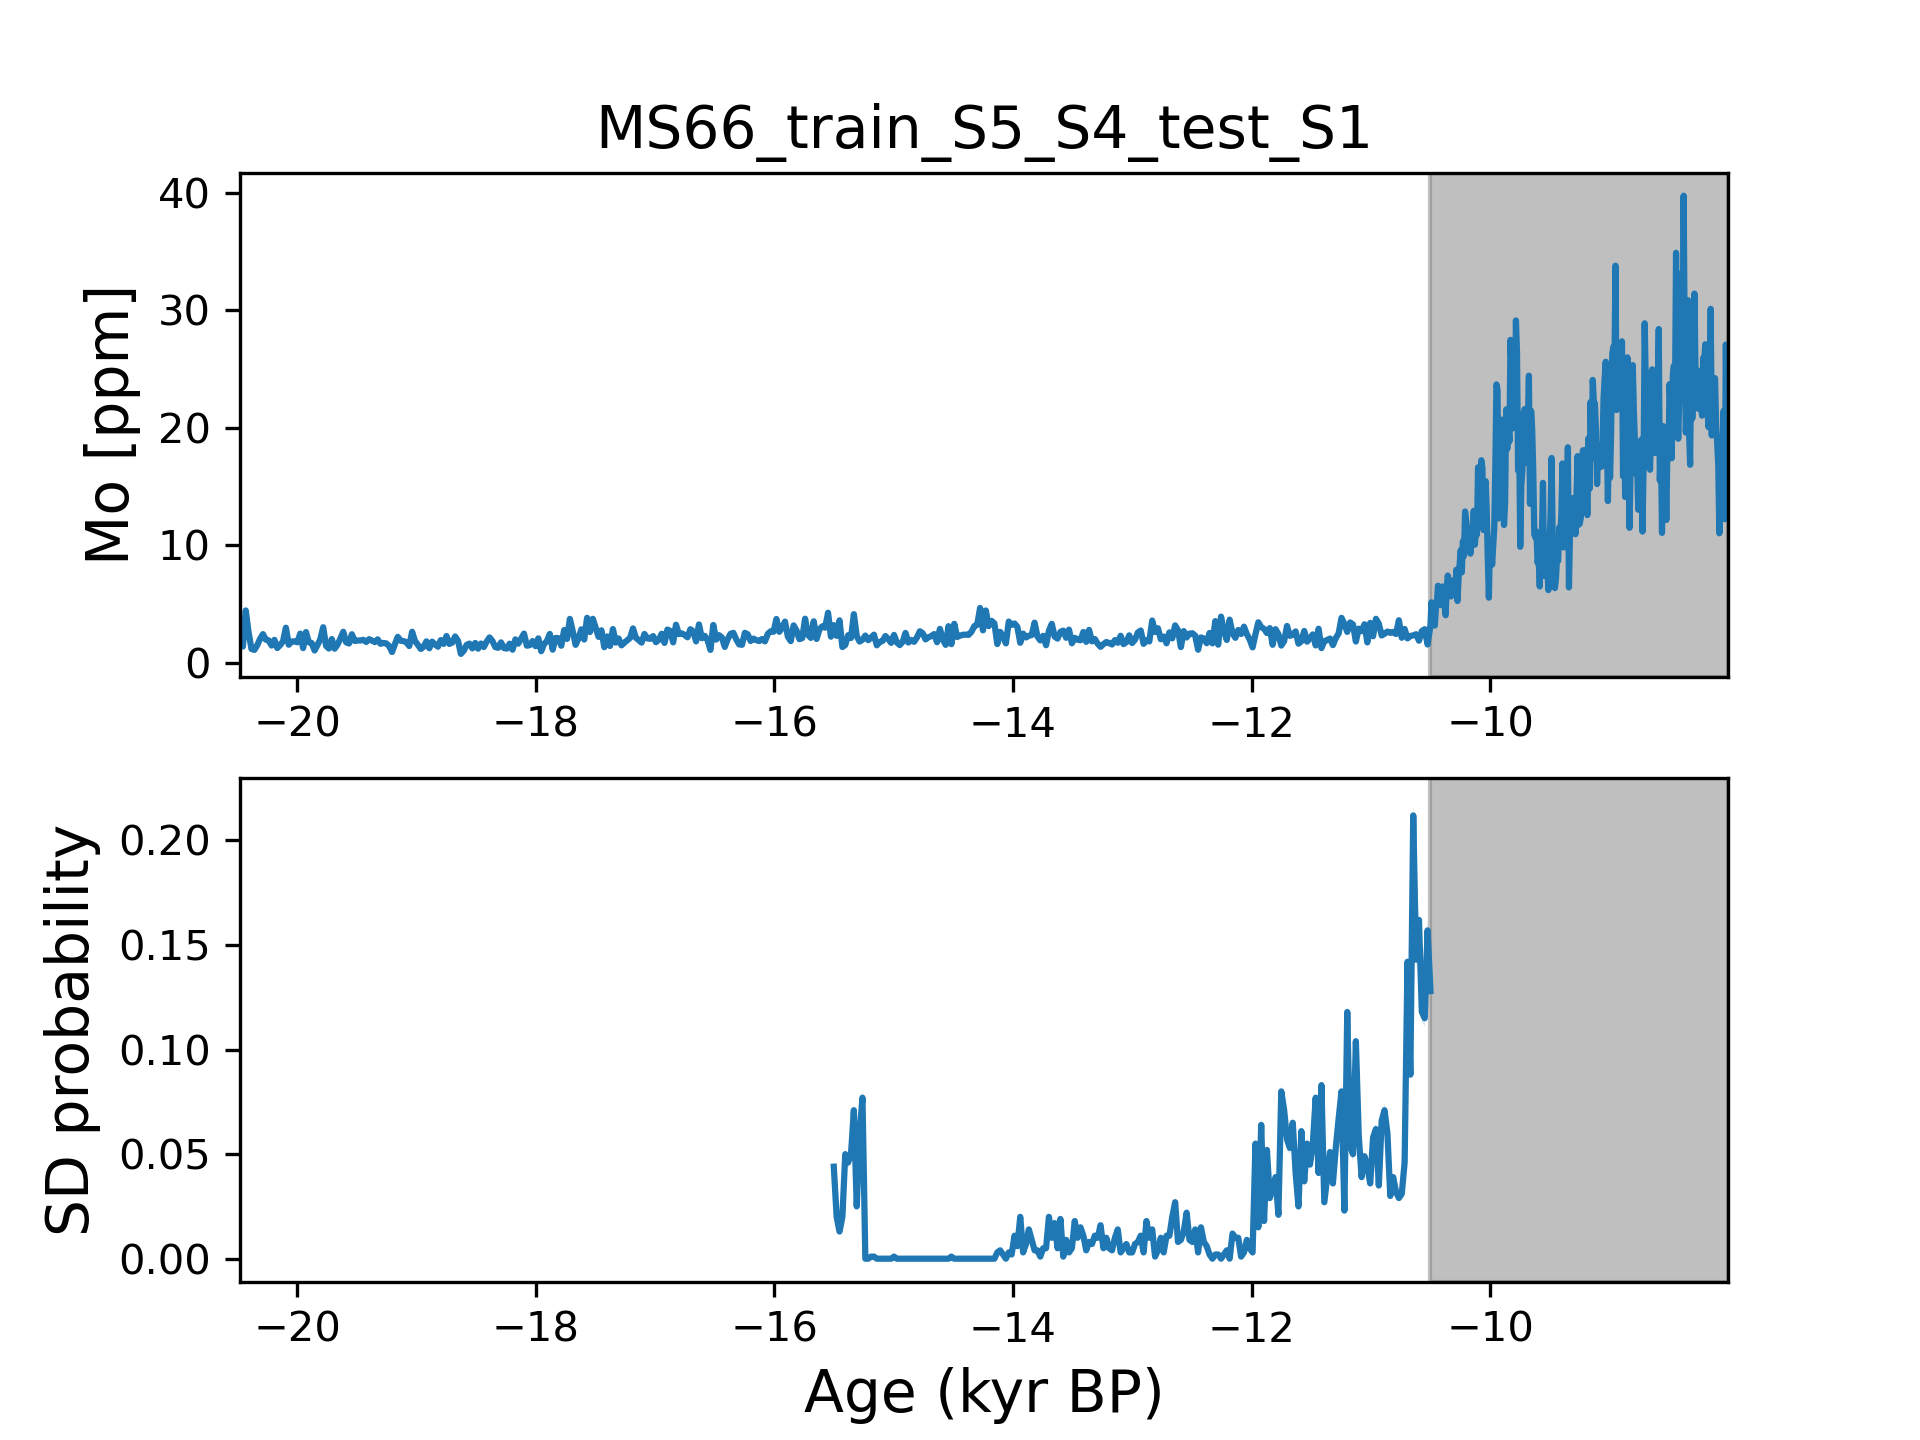 MS66_train_S5_S4_test_S1
Mo [ppm]
40
30
20
10
0
−20 −18 −16 −14 −12 −10
SD probability
0.20
0.15
0.10
0.05
0.00
−20 −18 −16 −14 −12 −10
Age (kyr BP)